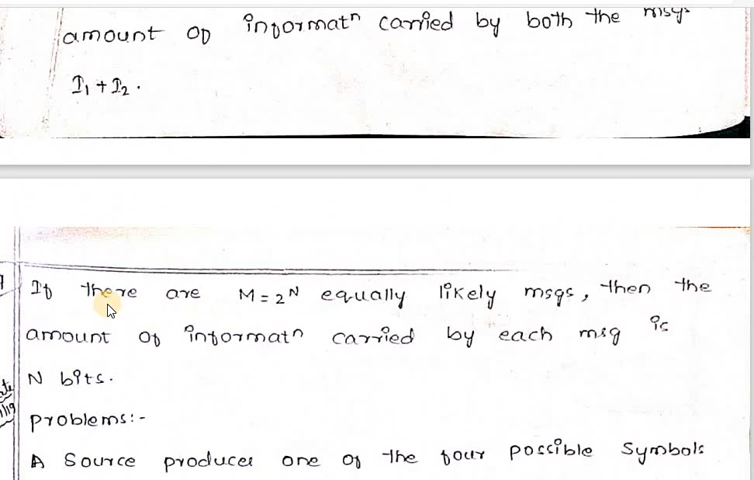 amount of informatn carried by both the msgs
I1 + I2.
If there are M = 2^N equally likely msgs, then the
amount of informatn carried by each msg is
N bits.
problems:-
A Source produces one of the four possible Symbols